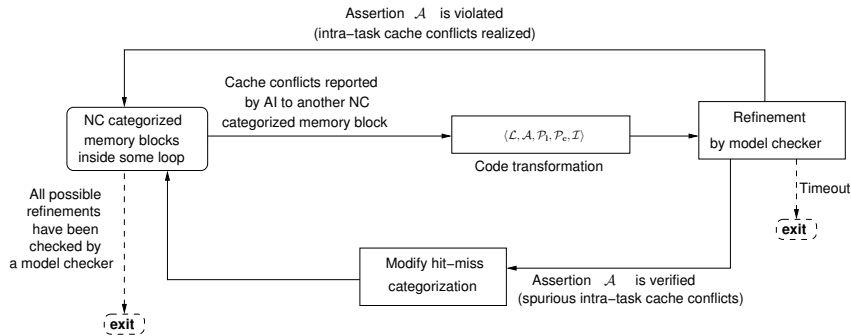 Assertion 𝒜 is violated
(intra−task cache conflicts realized)
Cache conflicts reported
by AI to another NC
categorized memory block
NC categorized
memory blocks
inside some loop
⟨ℒ, 𝒜, 𝒫l, 𝒫c, ℐ⟩
Code transformation
Refinement
by model checker
All possible
refinements
have been
checked by
a model checker
Timeout
exit
Modify hit−miss
categorization
Assertion 𝒜 is verified
(spurious intra−task cache conflicts)
exit